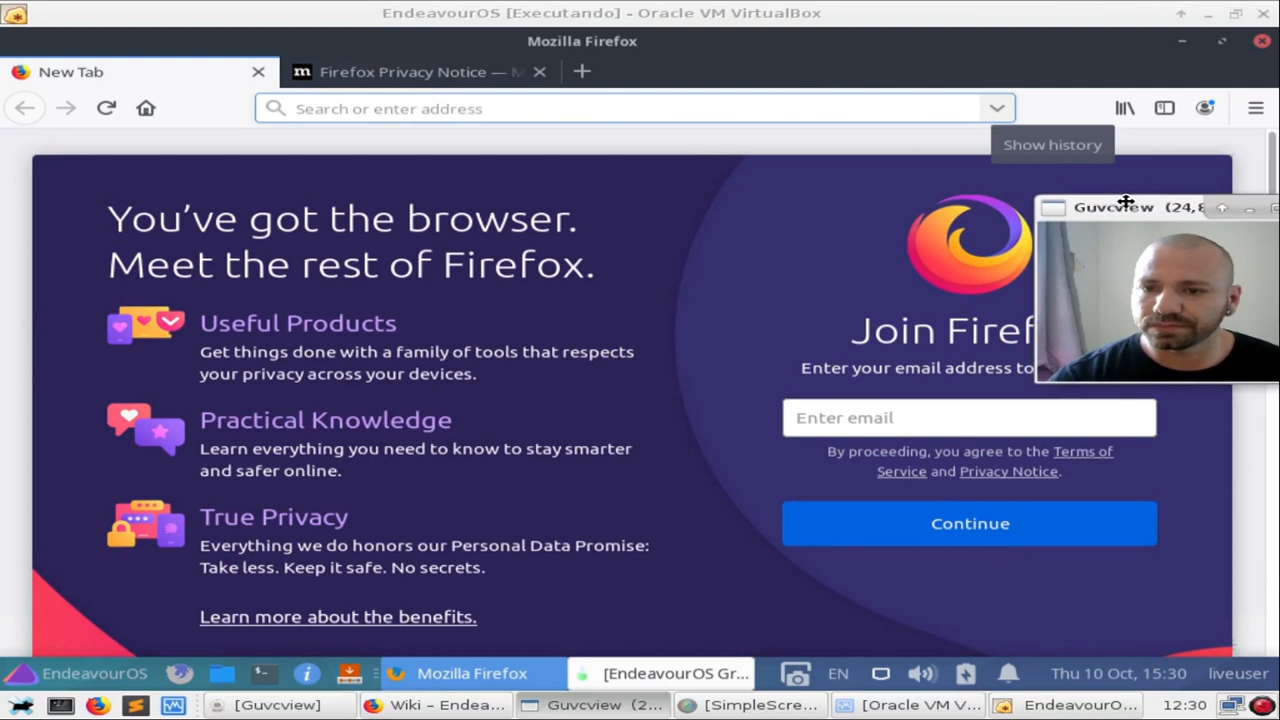 EndeavourOS [Executando] - Oracle VM VirtualBox
Mozilla Firefox
New Tab
Firefox Privacy Notice —
Search or enter address
Show history
You've got the browser.
Meet the rest of Firefox.
Useful Products
Get things done with a family of tools that respects
your privacy across your devices.
Practical Knowledge
Learn everything you need to know to stay smarter
and safer online.
True Privacy
Everything we do honors our Personal Data Promise:
Take less. Keep it safe. No secrets.
Learn more about the benefits.
Guvcview (24,8
Join Firef
Enter your email address to
Enter email
By proceeding, you agree to the Terms of
Service and Privacy Notice.
Continue
EndeavourOS
Mozilla Firefox
[EndeavourOS Gr...
EN
Thu 10 Oct, 15:30
liveuser
[Guvcview]
Wiki – Endea...
Guvcview (2...
[SimpleScre...
[Oracle VM V...
EndeavourO...
12:30